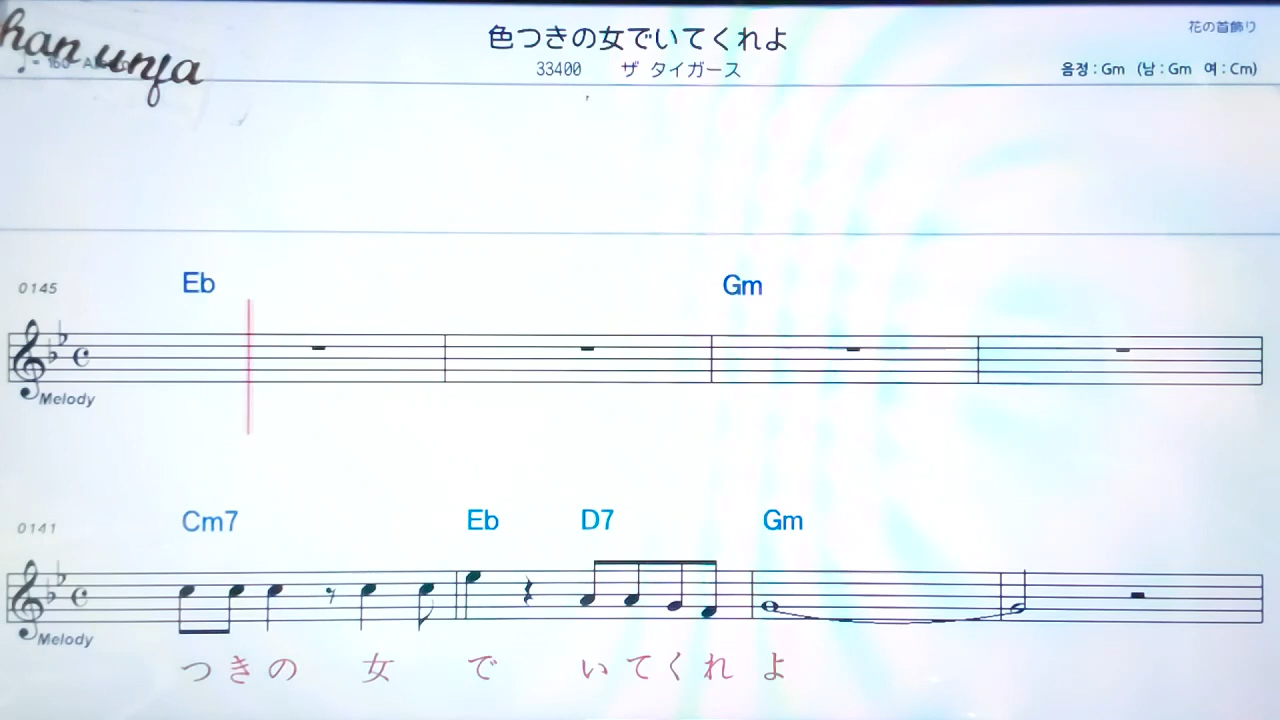 han unja
色つきの女でいてくれよ
花の首飾り
33400 ザ タイガース
음정 : Gm (남 : Gm 여 : Cm)
0145 Eb Gm
Melody
0141 Cm7 Eb D7 Gm
Melody
つきの 女 で いてくれ よ